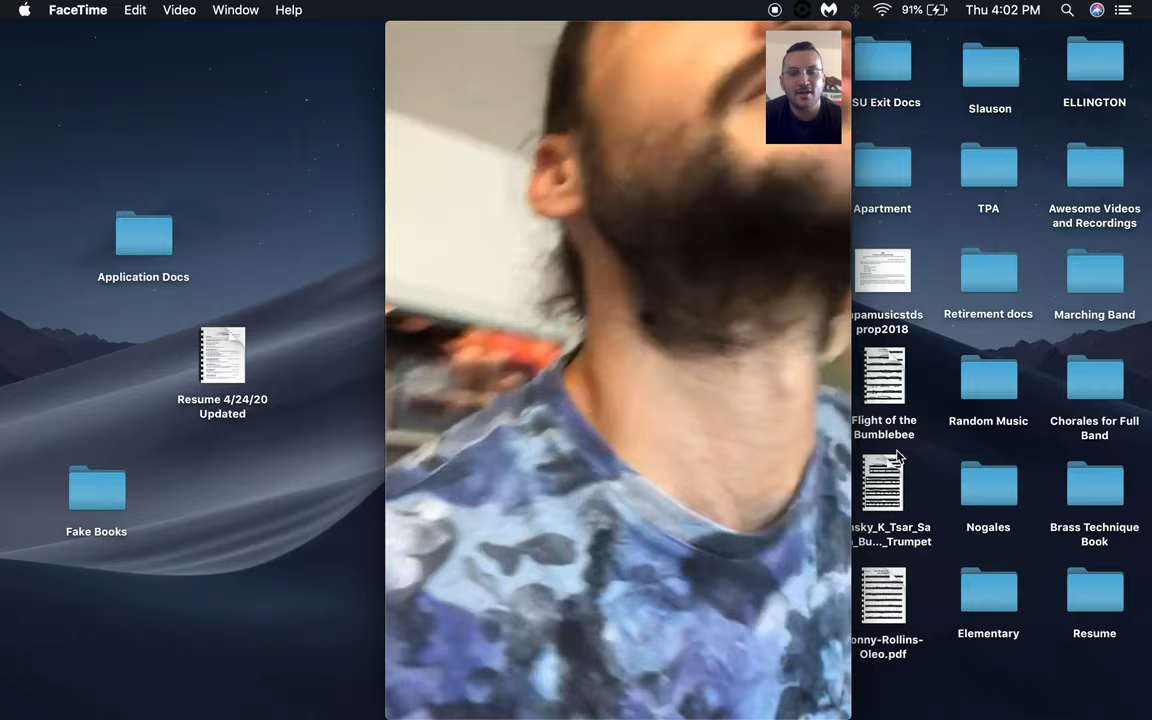 FaceTime Edit Video Window Help 91% Thu 4:02 PM
SU Exit Docs
Slauson
ELLINGTON
Application Docs
Apartment
TPA
Awesome Videos
and Recordings
Resume 4/24/20
Updated
pamusicstds
prop2018
Retirement docs
Marching Band
Flight of the
Bumblebee
Random Music
Chorales for Full
Band
Fake Books
nsky_K_Tsar_Sa
_Bu..._Trumpet
Nogales
Brass Technique
Book
onny-Rollins-
Oleo.pdf
Elementary
Resume